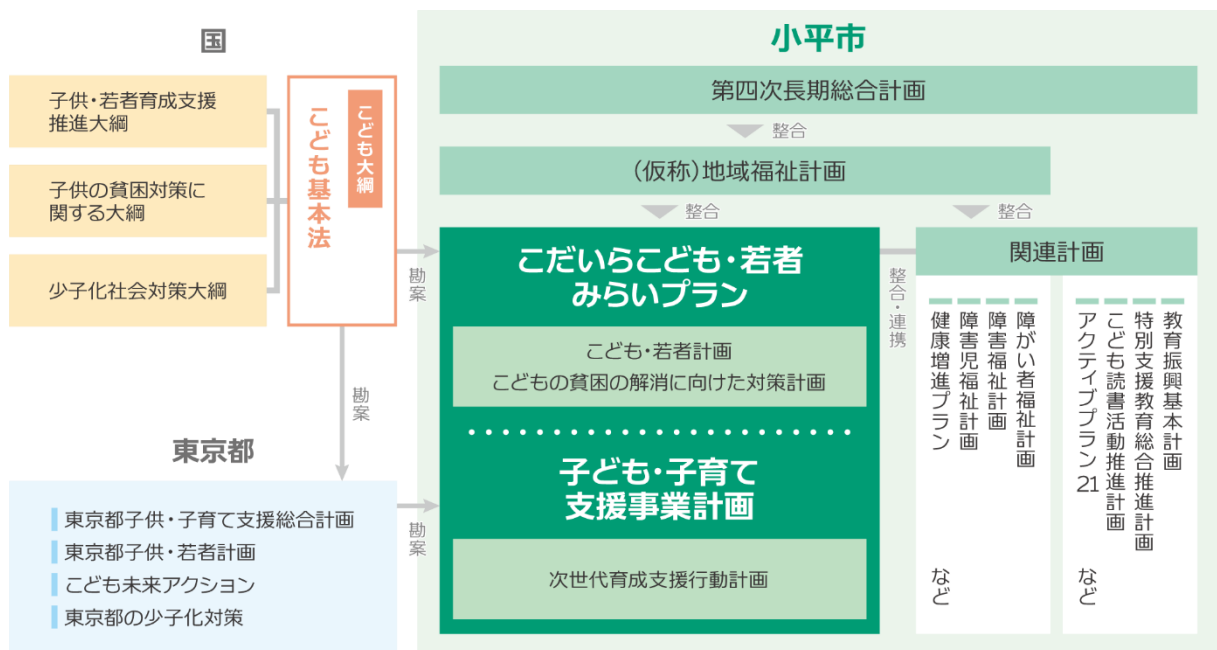 国
子供・若者育成支援
推進大綱
子供の貧困対策に
関する大綱
少子化社会対策大綱
こども基本法
こども大綱
勘案
勘案
東京都
東京都子供・子育て支援総合計画
東京都子供・若者計画
こども未来アクション
東京都の少子化対策
勘案
小平市
第四次長期総合計画
整合
(仮称)地域福祉計画
整合
整合
こだいらこども・若者
みらいプラン
こども・若者計画
こどもの貧困の解消に向けた対策計画
子ども・子育て
支援事業計画
次世代育成支援行動計画
整合・連携
関連計画
障がい者福祉計画
障害福祉計画
障害児福祉計画
健康増進プラン
など
教育振興基本計画
特別支援教育総合推進計画
こども読書活動推進計画
アクティブプラン21
など